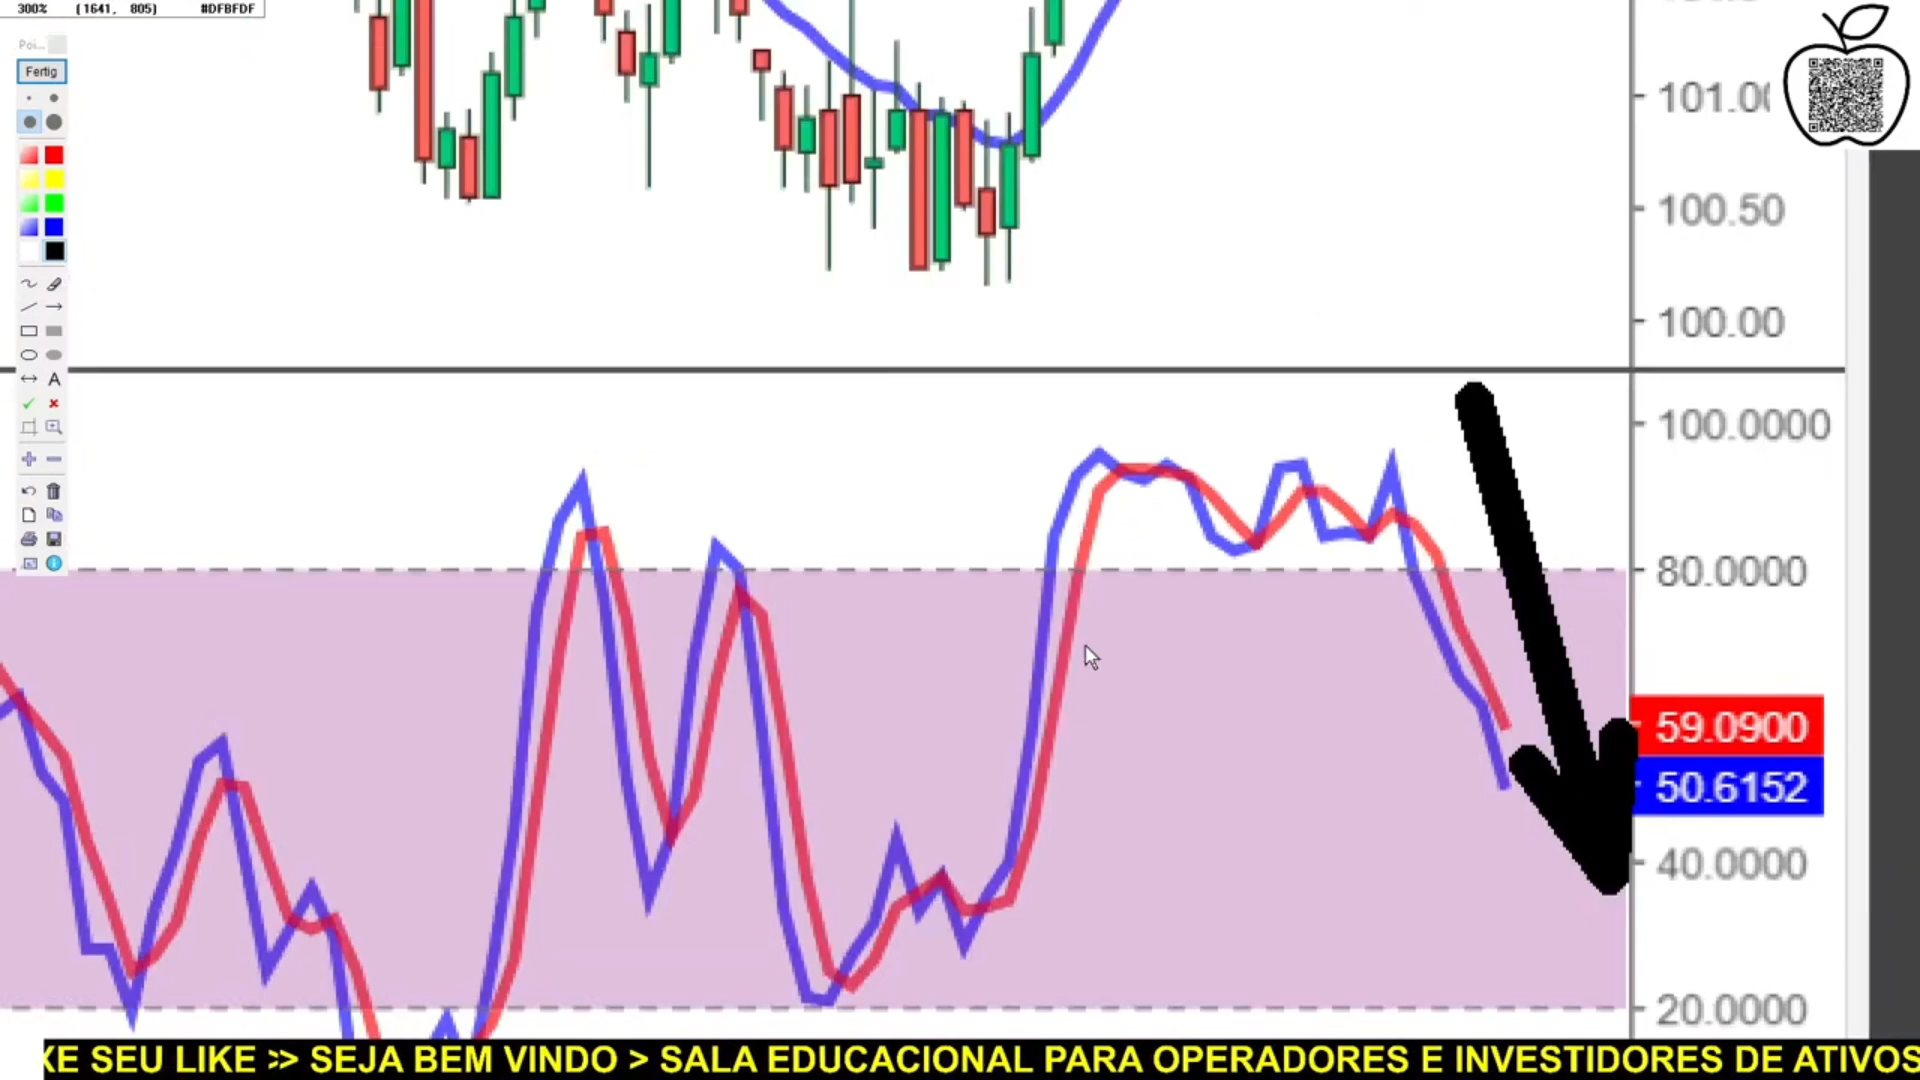 300% (1641, 805) #DFBFDF
Poi...
Fertig
A
101.00
100.50
100.00
100.0000
80.0000
59.0900
50.6152
40.0000
20.0000
XE SEU LIKE >> SEJA BEM VINDO > SALA EDUCACIONAL PARA OPERADORES E INVESTIDORES DE ATIVOS